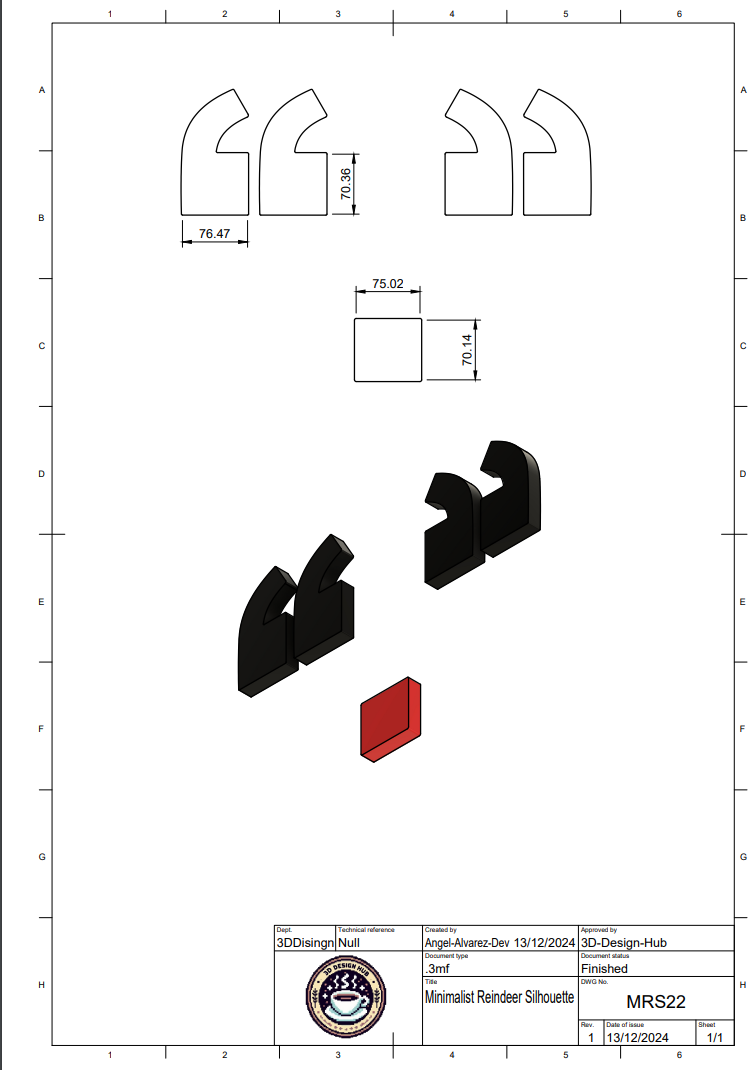 1 2 3 4 5 6
A A
70.36
B B
76.47
75.02
C 70.14 C
D D
E E
F F
G G
Dept. Technical reference Created by Approved by
3DDisingn Null Angel-Alvarez-Dev 13/12/2024 3D-Design-Hub
Document type Document status
.3mf Finished
3D DESIGN HUB
Title DWG No.
Minimalist Reindeer Silhouette MRS22
H H
Rev. Date of issue Sheet
1 13/12/2024 1/1
1 2 3 4 5 6